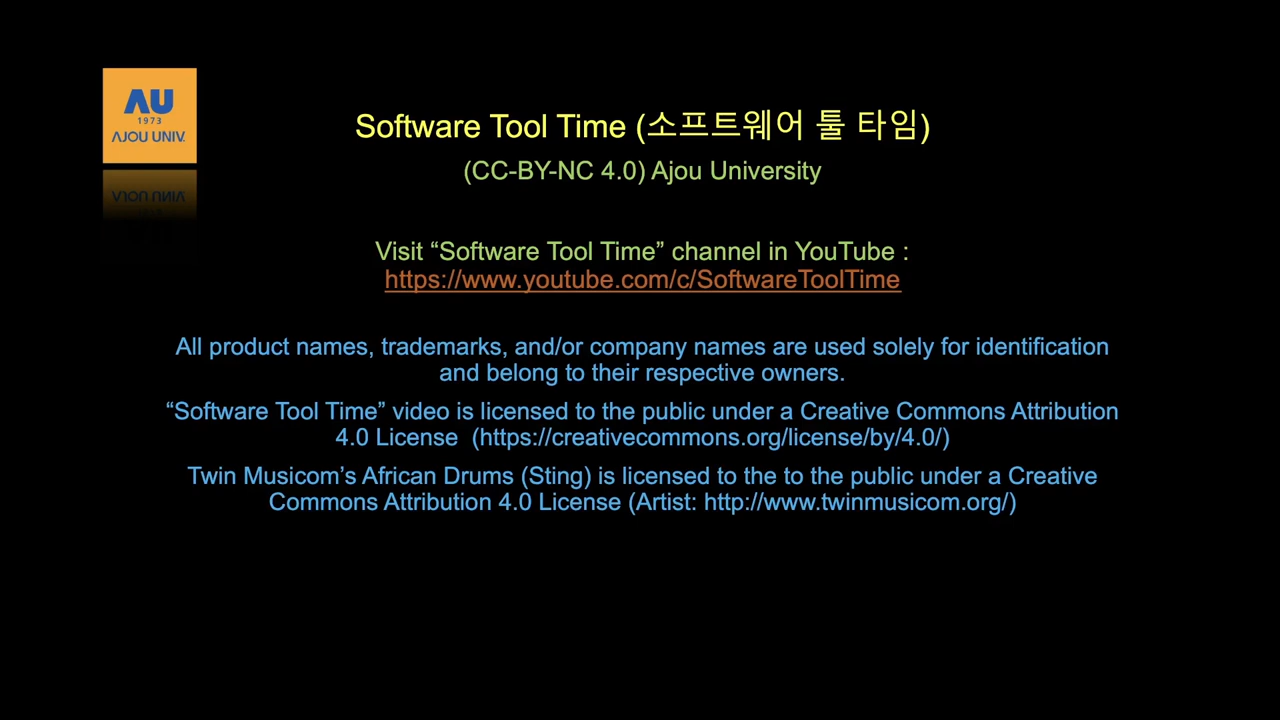 AU
1973
AJOU UNIV.
Software Tool Time (소프트웨어 툴 타임)
(CC-BY-NC 4.0) Ajou University
Visit “Software Tool Time” channel in YouTube :
https://www.youtube.com/c/SoftwareToolTime
All product names, trademarks, and/or company names are used solely for identification
and belong to their respective owners.
“Software Tool Time” video is licensed to the public under a Creative Commons Attribution
4.0 License  (https://creativecommons.org/license/by/4.0/)
Twin Musicom’s African Drums (Sting) is licensed to the to the public under a Creative
Commons Attribution 4.0 License (Artist: http://www.twinmusicom.org/)